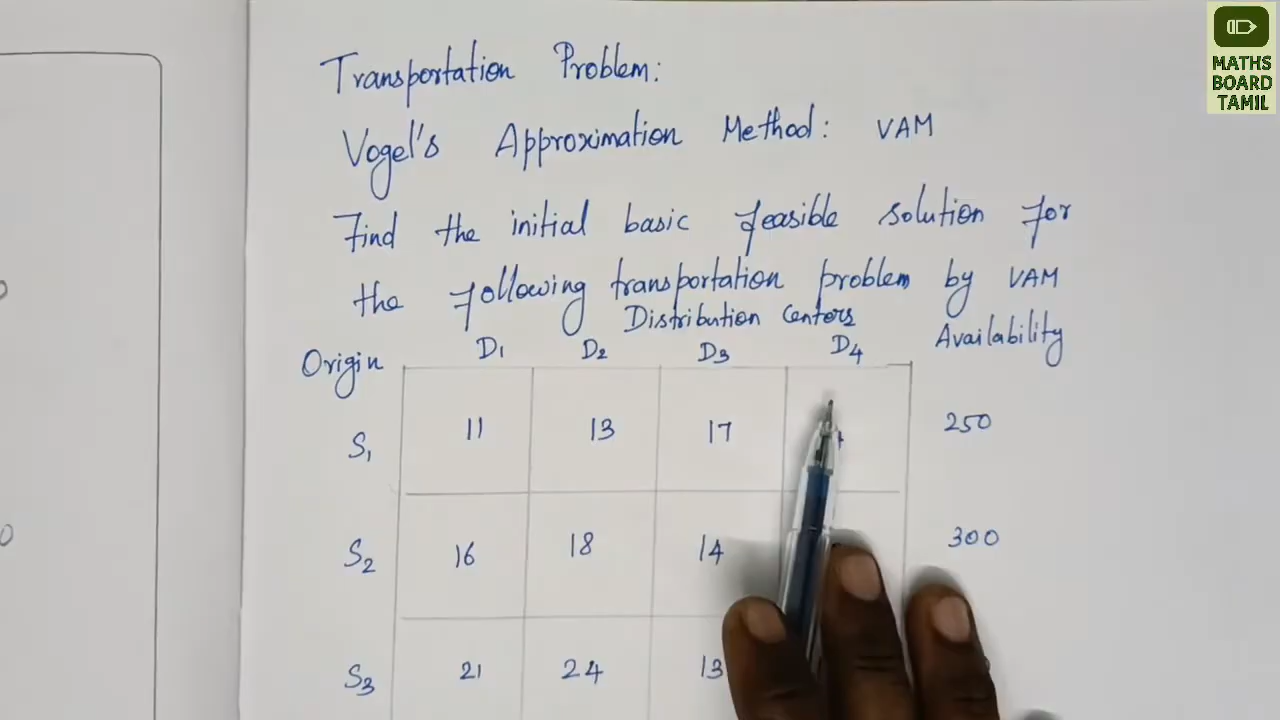 MATHS
BOARD
TAMIL
Transportation Problem:
Vogel's Approximation Method: VAM
Find the initial basic feasible solution for
the following transportation problem by VAM
Distribution Centers
Origin D1 D2 D3 D4 Availability
S1 11 13 17 250
S2 16 18 14 300
S3 21 24 13